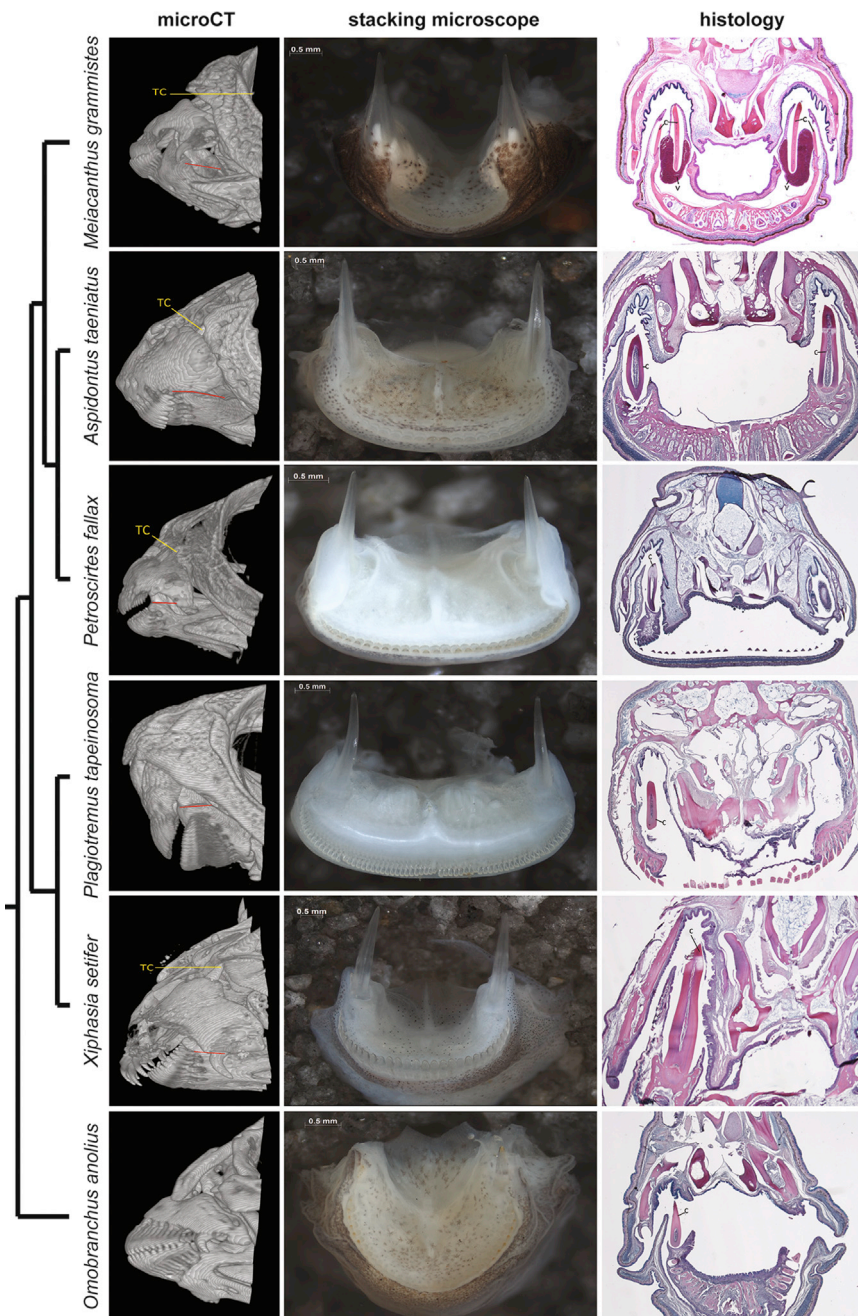 microCT stacking microscope histology
Meiacanthus grammistes
TC
0.5 mm
C C
V V
Aspidontus taeniatus
TC
0.5 mm
C C
Petroscirtes fallax
TC
0.5 mm
C
Plagiotremus tapeinosoma
0.5 mm
C
Xiphasia setifer
TC
0.5 mm
C
Omobranchus anolius
0.5 mm
C